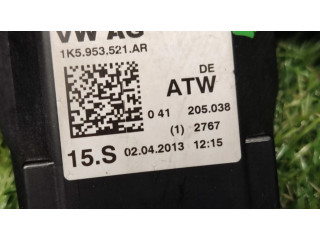 VW AG
1K5.953.521.AR
DE
ATW
0 41 205.038
(1) 2767
15.S 02.04.2013 12:15